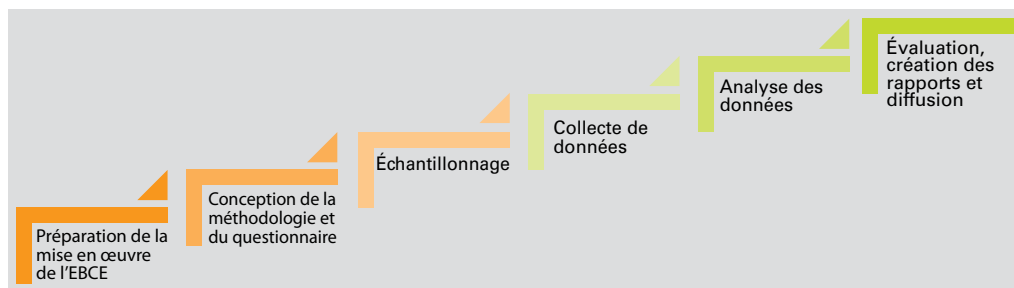 Préparation de la
mise en œuvre
de l'EBCE
Conception de la
méthodologie et
du questionnaire
Échantillonnage
Collecte de
données
Analyse des
données
Évaluation,
création des
rapports et
diffusion